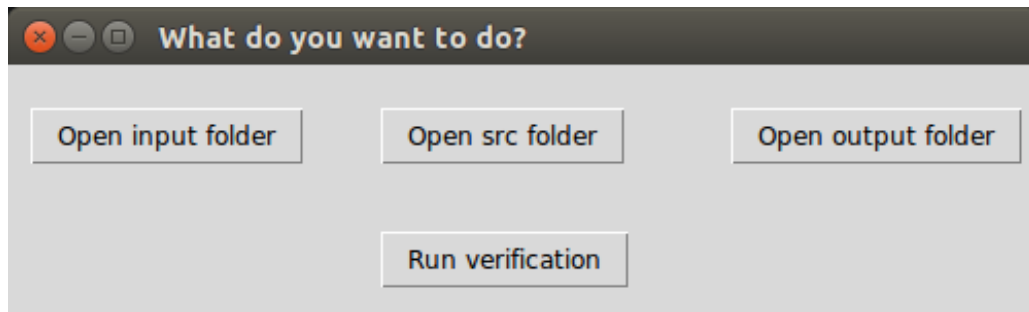 What do you want to do?
Open input folder
Open src folder
Open output folder
Run verification